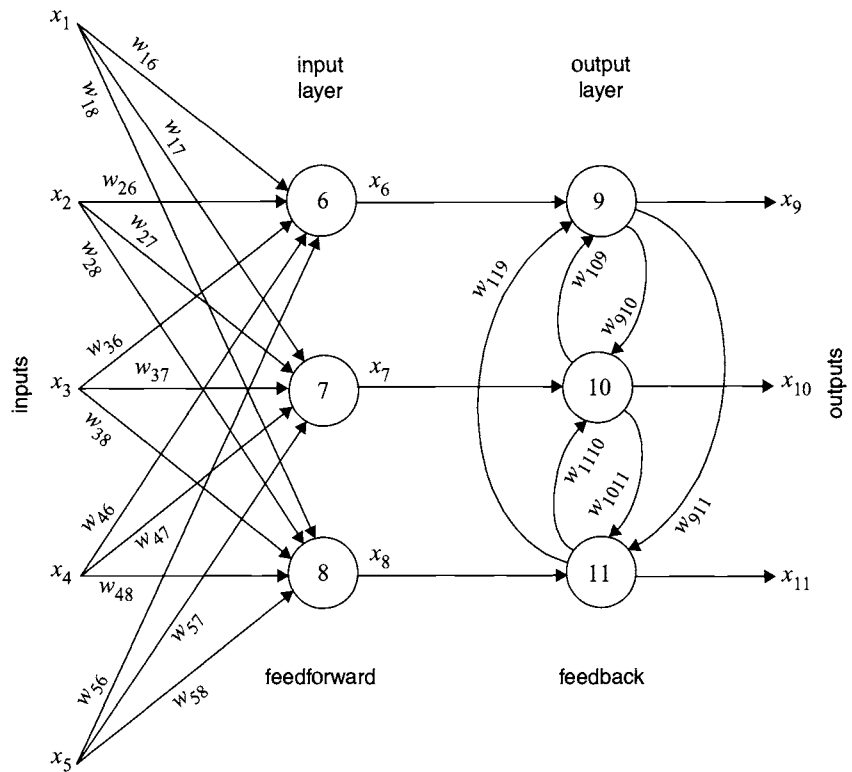 x1
w16
w18
w17
input
layer
output
layer
x2
w26
w27
w28
6
x6
9
x9
w119
w109
w910
inputs
x3
w36
w37
w38
7
x7
10
x10
outputs
w1110
w1011
w911
x4
w46
w47
w48
8
x8
11
x11
x5
w56
w57
w58
feedforward
feedback